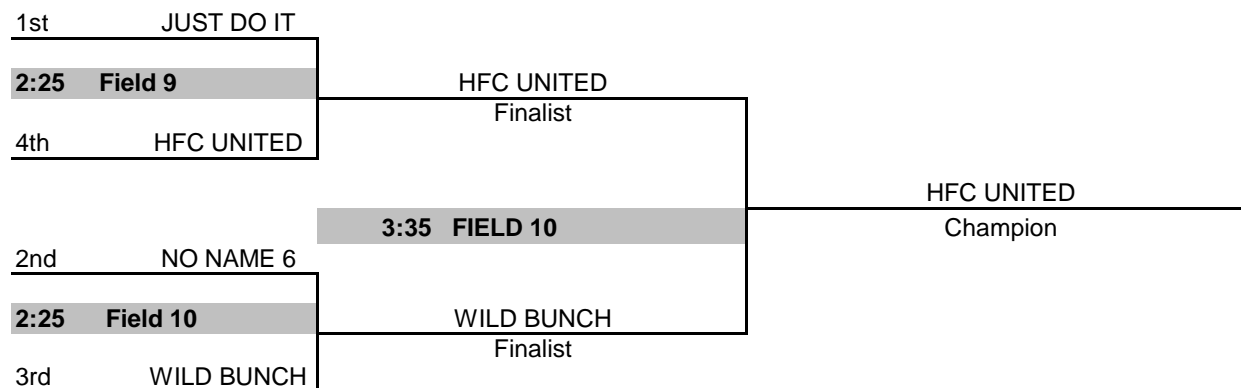 1st JUST DO IT
2:25 Field 9
HFC UNITED
Finalist
4th HFC UNITED
HFC UNITED
3:35 FIELD 10
Champion
2nd NO NAME 6
2:25 Field 10
WILD BUNCH
Finalist
3rd WILD BUNCH